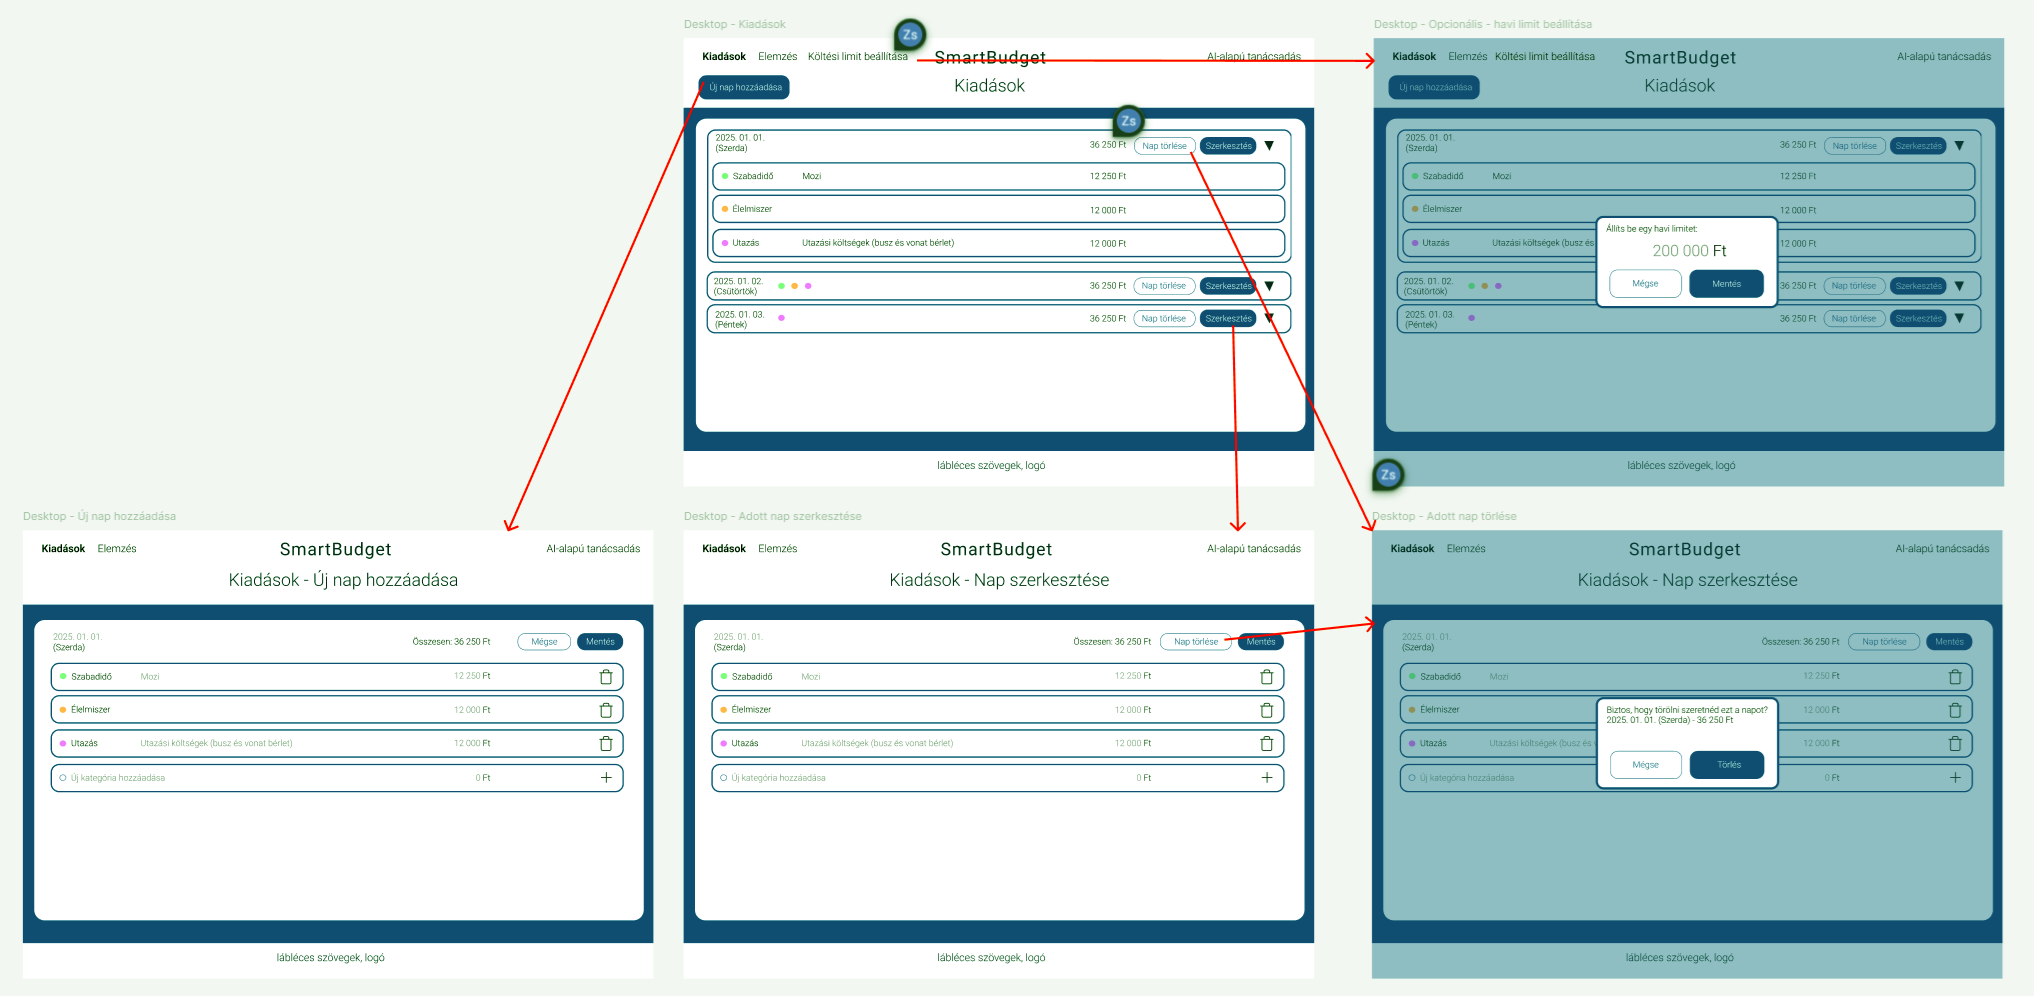 Desktop - Kiadások
Zs
Kiadások Elemzés Költési limit beállítása SmartBudget AI-alapú tanácsadás
Új nap hozzáadása Kiadások
Zs
2025. 01. 01.
(Szerda)
36 250 Ft Nap törlése Szerkesztés
Szabadidő Mozi 12 250 Ft
Élelmiszer 12 000 Ft
Utazás Utazási költségek (busz és vonat bérlet) 12 000 Ft
2025. 01. 02.
(Csütörtök)
36 250 Ft Nap törlése Szerkesztés
2025. 01. 03.
(Péntek)
36 250 Ft Nap törlése Szerkesztés
lábléces szövegek, logó
Desktop - Opcionális - havi limit beállítása
Kiadások Elemzés Költési limit beállítása SmartBudget AI-alapú tanácsadás
Új nap hozzáadása Kiadások
2025. 01. 01.
(Szerda)
36 250 Ft Nap törlése Szerkesztés
Szabadidő Mozi 12 250 Ft
Élelmiszer 12 000 Ft
Utazás Utazási költségek (busz és 12 000 Ft
Állíts be egy havi limitet:
200 000 Ft
Mégse Mentés
2025. 01. 02.
(Csütörtök)
36 250 Ft Nap törlése Szerkesztés
2025. 01. 03.
(Péntek)
36 250 Ft Nap törlése Szerkesztés
lábléces szövegek, logó
Zs
Desktop - Új nap hozzáadása
Kiadások Elemzés SmartBudget AI-alapú tanácsadás
Kiadások - Új nap hozzáadása
2025. 01. 01.
(Szerda)
Összesen: 36 250 Ft Mégse Mentés
Szabadidő Mozi 12 250 Ft
Élelmiszer 12 000 Ft
Utazás Utazási költségek (busz és vonat bérlet) 12 000 Ft
Új kategória hozzáadása 0 Ft
lábléces szövegek, logó
Desktop - Adott nap szerkesztése
Kiadások Elemzés SmartBudget AI-alapú tanácsadás
Kiadások - Nap szerkesztése
2025. 01. 01.
(Szerda)
Összesen: 36 250 Ft Nap törlése Mentés
Szabadidő Mozi 12 250 Ft
Élelmiszer 12 000 Ft
Utazás Utazási költségek (busz és vonat bérlet) 12 000 Ft
Új kategória hozzáadása 0 Ft
lábléces szövegek, logó
Desktop - Adott nap törlése
Kiadások Elemzés SmartBudget AI-alapú tanácsadás
Kiadások - Nap szerkesztése
2025. 01. 01.
(Szerda)
Összesen: 36 250 Ft Nap törlése Mentés
Szabadidő Mozi 12 250 Ft
Élelmiszer 12 000 Ft
Utazás Utazási költségek (busz és 12 000 Ft
Új kategória hozzáadása 0 Ft
Biztos, hogy törölni szeretnéd ezt a napot?
2025. 01. 01. (Szerda) - 36 250 Ft
Mégse Törlés
lábléces szövegek, logó